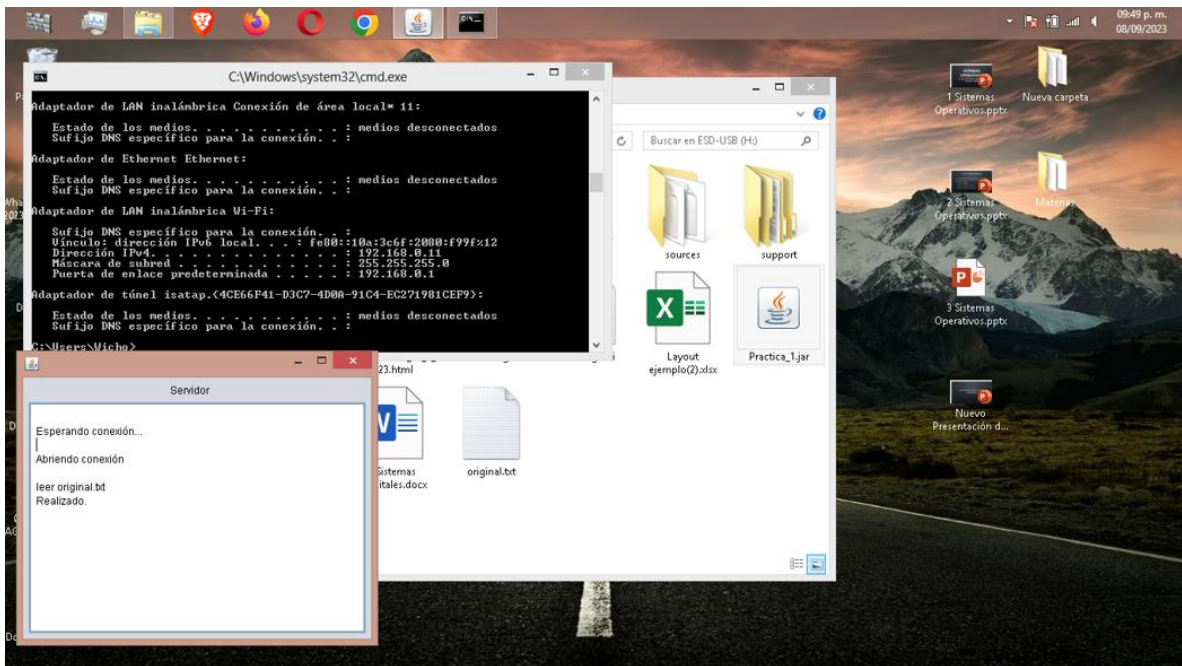 09:49 p. m.
08/09/2023
C:\Windows\system32\cmd.exe
Adaptador de LAN inalámbrica Conexión de área local* 11:
Estado de los medios. . . . . . . . . . . : medios desconectados
Sufijo DNS específico para la conexión. . :
Adaptador de Ethernet Ethernet:
Estado de los medios. . . . . . . . . . . : medios desconectados
Sufijo DNS específico para la conexión. . :
Adaptador de LAN inalámbrica Wi-Fi:
Sufijo DNS específico para la conexión. . :
Vínculo: dirección IPv6 local. . . : fe80::10a:3c6f:2080:f99f%12
Dirección IPv4. . . . . . . . . . . . . . : 192.168.0.11
Máscara de subred . . . . . . . . . . . . : 255.255.255.0
Puerta de enlace predeterminada . . . . . : 192.168.0.1
Adaptador de túnel isatap.{4CE66F41-D3C7-4D0A-91C4-EC271981CEF9}:
Estado de los medios. . . . . . . . . . . : medios desconectados
Sufijo DNS específico para la conexión. . :
C:\Users\Wicho>
Servidor
Esperando conexión...
Abriendo conexión
leer original.txt
Realizado.
Buscar en ESD-USB (H:)
sources
support
Layout
ejemplo(2).xlsx
Practica_1.jar
23.html
Sistemas
itales.docx
original.txt
1 Sistemas
Operativos.pptx
Nueva carpeta
2 Sistemas
Operativos.pptx
Materias
3 Sistemas
Operativos.pptx
Nuevo
Presentación d...